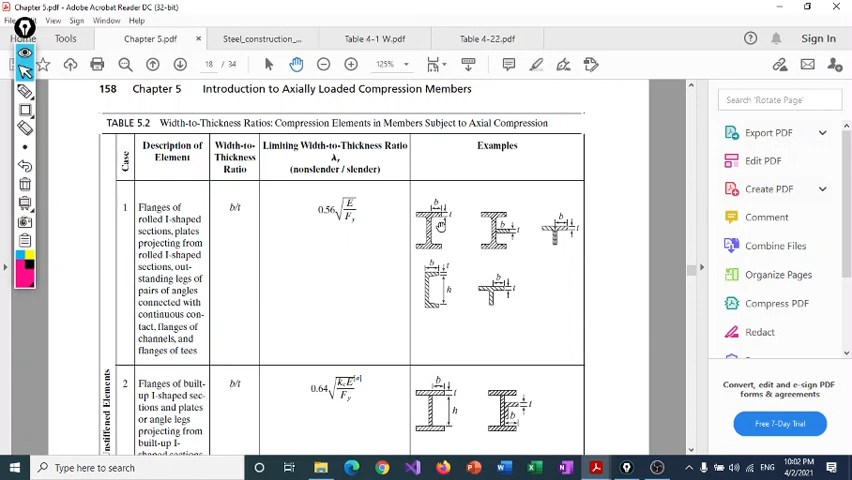 Chapter 5.pdf - Adobe Acrobat Reader DC (32-bit)
View Sign Window Help
Tools
Chapter 5.pdf ×
Steel_construction_...
Table 4-1 W.pdf
Table 4-22.pdf
Sign In
18 / 34
125%
158 Chapter 5 Introduction to Axially Loaded Compression Members
TABLE 5.2 Width-to-Thickness Ratios: Compression Elements in Members Subject to Axial Compression
Case
Description of
Element
Width-to-
Thickness
Ratio
Limiting Width-to-Thickness Ratio
λr
(nonslender / slender)
Examples
1
Flanges of
rolled I-shaped
sections, plates
projecting from
rolled I-shaped
sections, out-
standing legs of
pairs of angles
connected with
continuous con-
tact, flanges of
channels, and
flanges of tees
b/t
0.56√E/Fy
b
t
b
t
b
t
b
t
h
b
t
Unstiffened Elements
2
Flanges of built-
up I-shaped sec-
tions and plates
or angle legs
projecting from
built-up I-
shaped sections
b/t
0.64√kcE/Fy [a]
b
t
h
t
b
Search "Rotate Page"
Export PDF
Edit PDF
Create PDF
Comment
Combine Files
Organize Pages
Compress PDF
Redact
Convert, edit and e-sign PDF
forms & agreements
Free 7-Day Trial
Type here to search
ENG
10:02 PM
4/2/2021